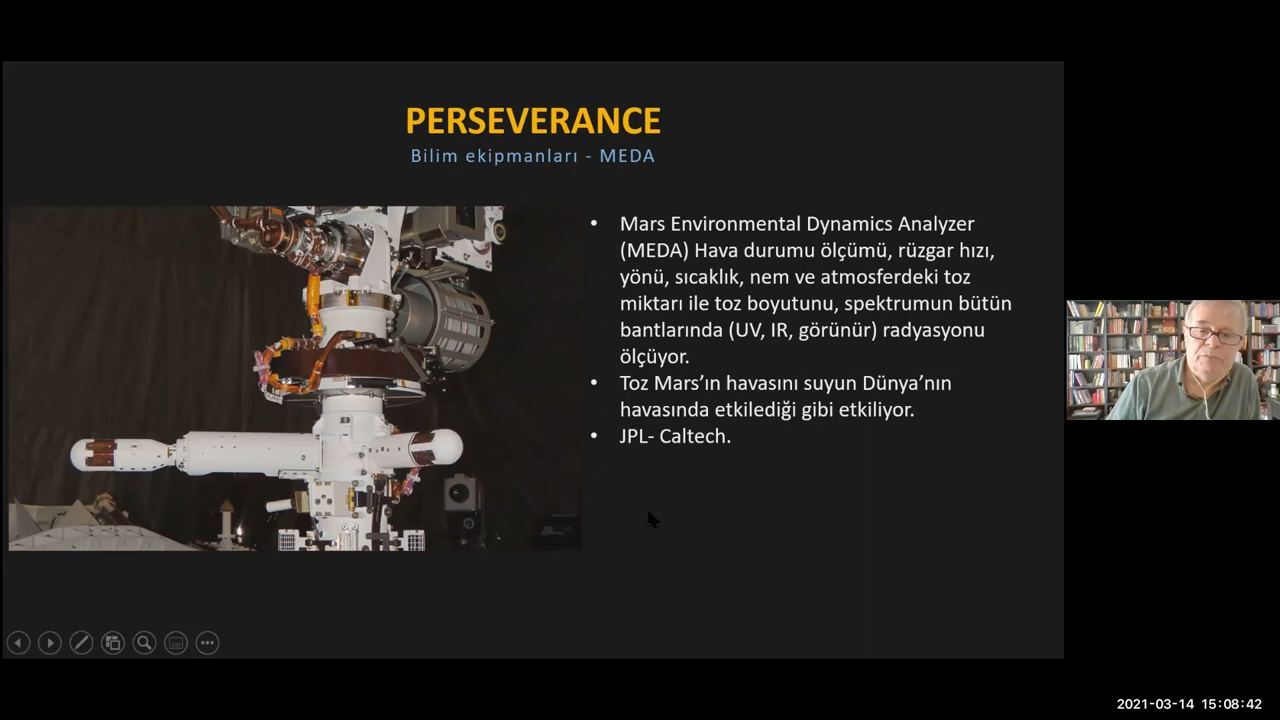 PERSEVERANCE
Bilim ekipmanları - MEDA
• Mars Environmental Dynamics Analyzer
(MEDA) Hava durumu ölçümü, rüzgar hızı,
yönü, sıcaklık, nem ve atmosferdeki toz
miktarı ile toz boyutunu, spektrumun bütün
bantlarında (UV, IR, görünür) radyasyonu
ölçüyor.
• Toz Mars’ın havasını suyun Dünya’nın
havasında etkilediği gibi etkiliyor.
• JPL- Caltech.
2021-03-14 15:08:42